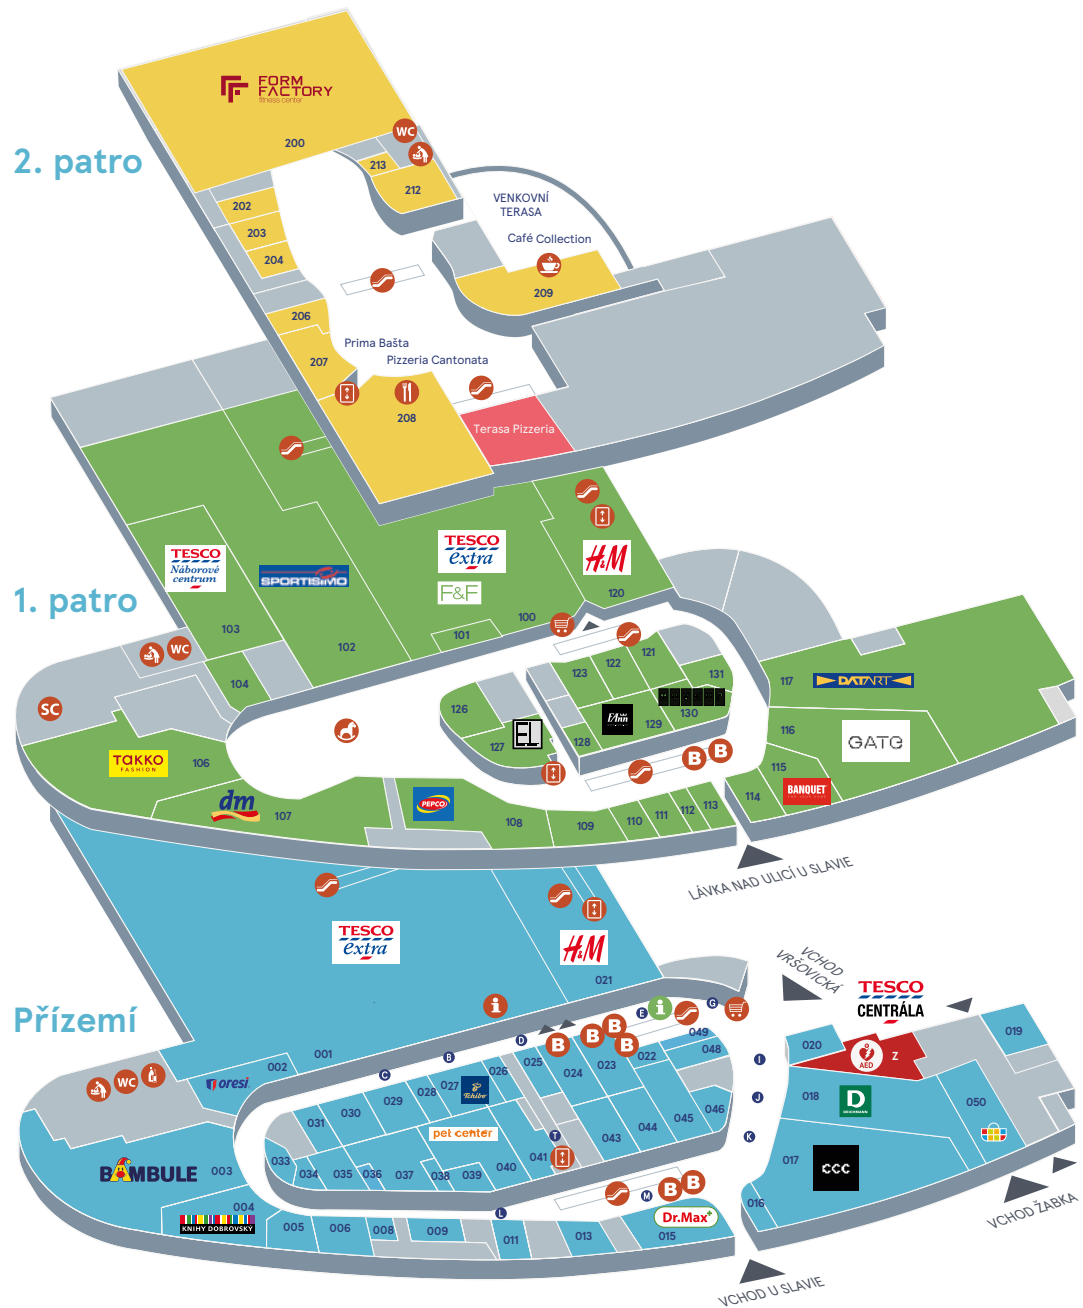 2. patro
FORM
FACTORY
fitness center
200
WC
213
212
202
203
204
206
207
208
VENKOVNÍ
TERASA
Café Collection
209
Prima Bašta
Pizzeria Cantonata
Terasa Pizzeria
1. patro
TESCO
Náborové
centrum
SPORTISIMO
TESCO
extra
F&F
H&M
120
100
101
102
103
104
WC
SC
TAKKO
FASHION
106
dm
107
PEPCO
108
109
110
111
112
113
114
115
BANQUET
116
GATE
117
DATART
121
122
123
131
130
129
128
F/Ann
126
127
EL
B
B
LÁVKA NAD ULICÍ U SLAVIE
Přízemí
TESCO
extra
H&M
021
001
002
oresi
WC
BAMBULE
003
004
KNIHY DOBROVSKÝ
005
006
008
009
011
013
015
Dr.Max+
016
017
CCC
018
D
DEICHMANN
019
020
AED
Z
050
TESCO
CENTRÁLA
VCHOD
VRŠOVICKÁ
VCHOD ŽABKA
VCHOD U SLAVIE
022
023
024
025
026
027
Tchibo
028
029
030
031
033
034
035
036
037
038
039
040
041
043
044
045
046
048
049
pet center
B
B
B
B
B
B
B
C
D
E
G
I
J
K
L
M
T